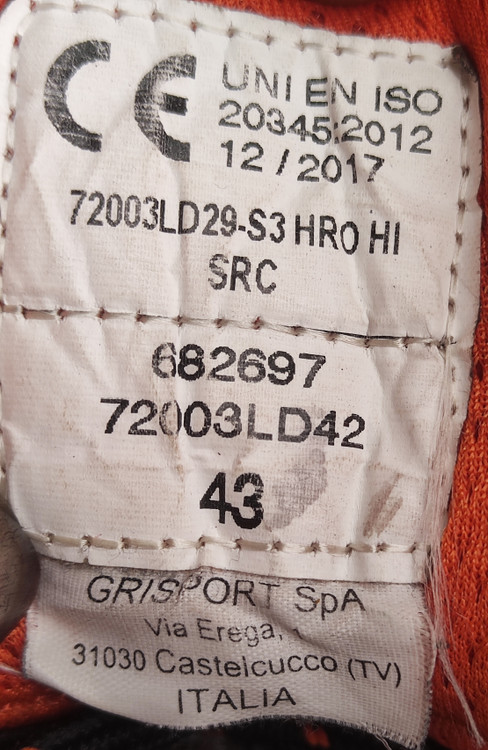 CE
UNI EN ISO
20345:2012
12 / 2017
72003LD29-S3 HRO HI
SRC
682697
72003LD42
43
GRISPORT SpA
Via Erega, 1
31030 Castelcucco (TV)
ITALIA